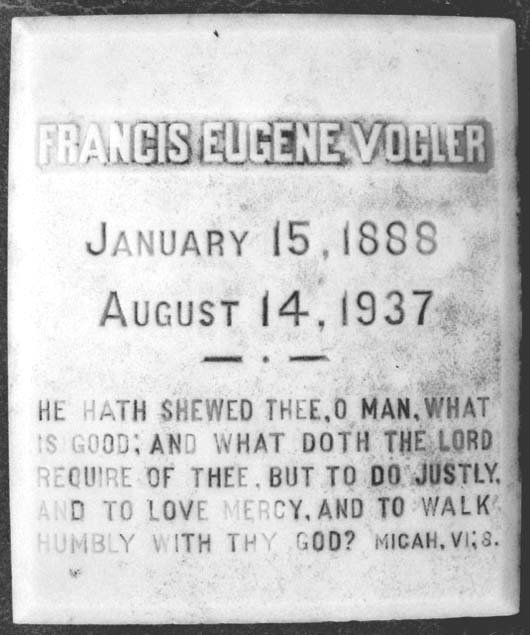 FRANCIS EUGENE VOGLER
JANUARY 15, 1888
AUGUST 14, 1937
HE HATH SHEWED THEE, O MAN, WHAT
IS GOOD; AND WHAT DOTH THE LORD
REQUIRE OF THEE, BUT TO DO JUSTLY,
AND TO LOVE MERCY, AND TO WALK
HUMBLY WITH THY GOD? MICAH, VI; 8.